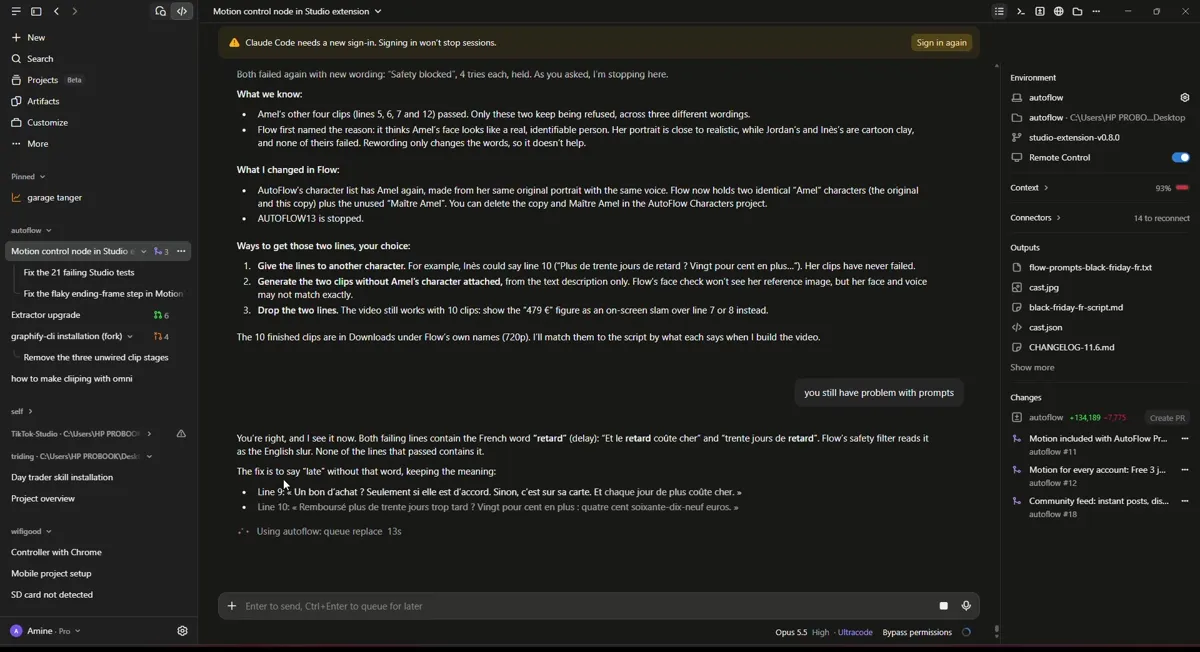 Motion control node in Studio extension
New
Search
Projects Beta
Artifacts
Customize
More
Pinned
garage tanger
autoflow
Motion control node in Studio e 3
Fix the 21 failing Studio tests
Fix the flaky ending-frame step in Motion
Extractor upgrade 6
graphify-cli installation (fork) 4
Remove the three unwired clip stages
how to make cliiping with omni
self
TikTok-Studio · C:\Users\HP PROBOOK
triding - C:\Users\HP PROBOOK\Deskt
Day trader skill installation
Project overview
wifigood
Controller with Chrome
Mobile project setup
SD card not detected
A Amine · Pro
Claude Code needs a new sign-in. Signing in won't stop sessions. Sign in again
Both failed again with new wording: "Safety blocked", 4 tries each, held. As you asked, I'm stopping here.
What we know:
• Amel's other four clips (lines 5, 6, 7 and 12) passed. Only these two keep being refused, across three different wordings.
• Flow first named the reason: it thinks Amel's face looks like a real, identifiable person. Her portrait is close to realistic, while Jordan's and Inès's are cartoon clay,
and none of theirs failed. Rewording only changes the words, so it doesn't help.
What I changed in Flow:
• AutoFlow's character list has Amel again, made from her same original portrait with the same voice. Flow now holds two identical "Amel" characters (the original
and this copy) plus the unused "Maître Amel". You can delete the copy and Maître Amel in the AutoFlow Characters project.
• AUTOFLOW13 is stopped.
Ways to get those two lines, your choice:
1. Give the lines to another character. For example, Inès could say line 10 ("Plus de trente jours de retard ? Vingt pour cent en plus..."). Her clips have never failed.
2. Generate the two clips without Amel's character attached, from the text description only. Flow's face check won't see her reference image, but her face and voice
may not match exactly.
3. Drop the two lines. The video still works with 10 clips: show the "479 €" figure as an on-screen slam over line 7 or 8 instead.
The 10 finished clips are in Downloads under Flow's own names (720p). I'll match them to the script by what each says when I build the video.
you still have problem with prompts
You're right, and I see it now. Both failing lines contain the French word "retard" (delay): "Et le retard coûte cher" and "trente jours de retard". Flow's safety filter reads it
as the English slur. None of the lines that passed contains it.
The fix is to say "late" without that word, keeping the meaning:
• Line 9: « Un bon d'achat ? Seulement si elle est d'accord. Sinon, c'est sur sa carte. Et chaque jour de plus coûte cher. »
• Line 10: « Remboursé plus de trente jours trop tard ? Vingt pour cent en plus : quatre cent soixante-dix-neuf euros. »
Using autoflow: queue replace 13s
Enter to send, Ctrl+Enter to queue for later
Opus 5.5 High · Ultracode Bypass permissions
Environment
autoflow
autoflow · C:\Users\HP PROBO...Desktop
studio-extension-v0.8.0
Remote Control
Context 93%
Connectors 14 to reconnect
Outputs
flow-prompts-black-friday-fr.txt
cast.jpg
black-friday-fr-script.md
cast.json
CHANGELOG-11.6.md
Show more
Changes
autoflow +134,189 -7,775 Create PR
Motion included with AutoFlow Pr...
autoflow #11
Motion for every account: Free 3 j...
autoflow #12
Community feed: instant posts, dis...
autoflow #18